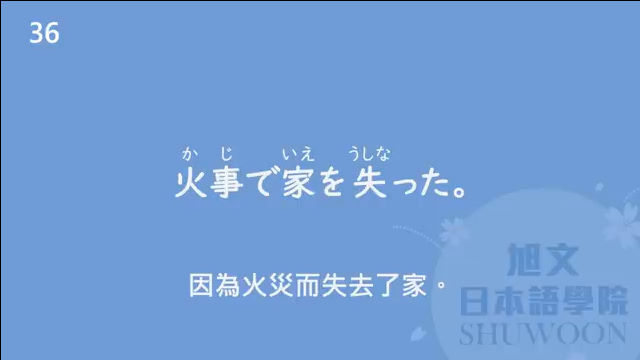 36
か じ いえ うしな
火事で家を失った。
因為火災而失去了家。
旭文
日本語學院
SHUWOON